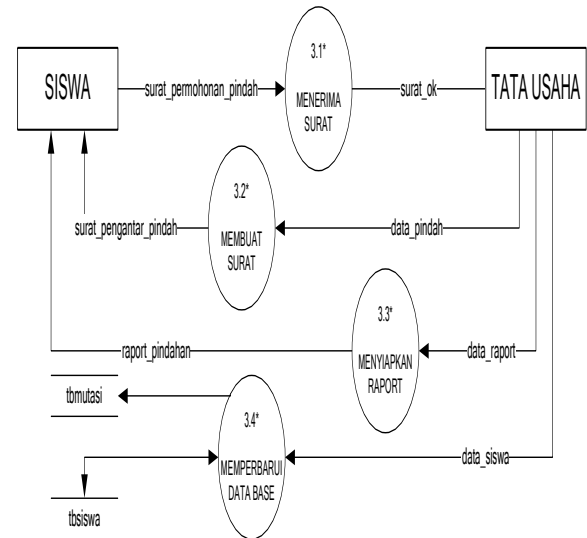 3.1*
SISWA
surat_permohonan_pindah
MENERIMA
SURAT
surat_ok
TATA USAHA
3.2*
surat_pengantar_pindah
MEMBUAT
SURAT
data_pindah
3.3*
raport_pindahan
MENYIAPKAN
RAPORT
data_raport
tbmutasi
3.4*
MEMPERBARUI
DATA BASE
data_siswa
tbsiswa